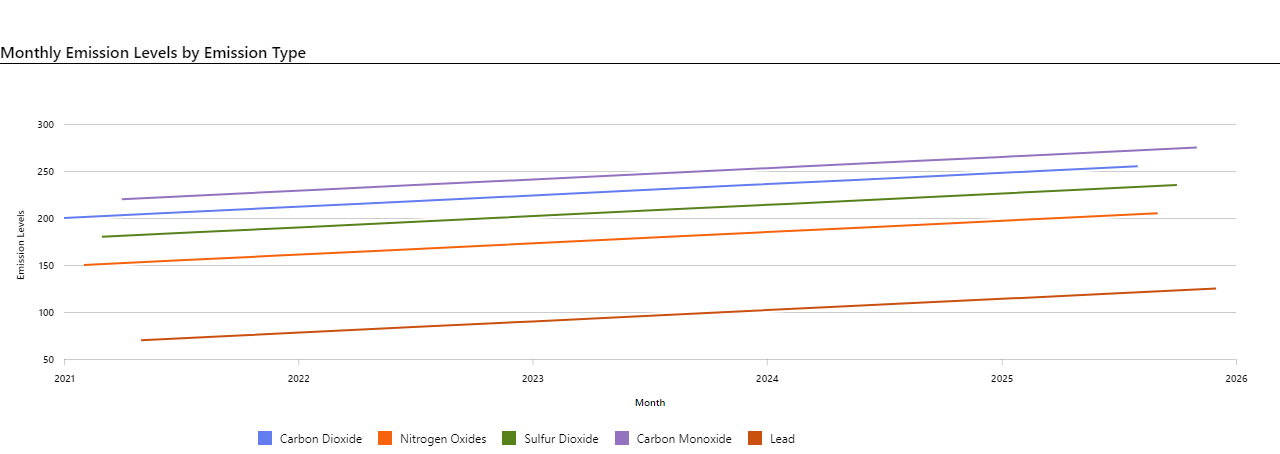 Monthly Emission Levels by Emission Type
300
250
200
150
100
50
Emission Levels
2021 2022 2023 2024 2025 2026
Month
Carbon Dioxide Nitrogen Oxides Sulfur Dioxide Carbon Monoxide Lead